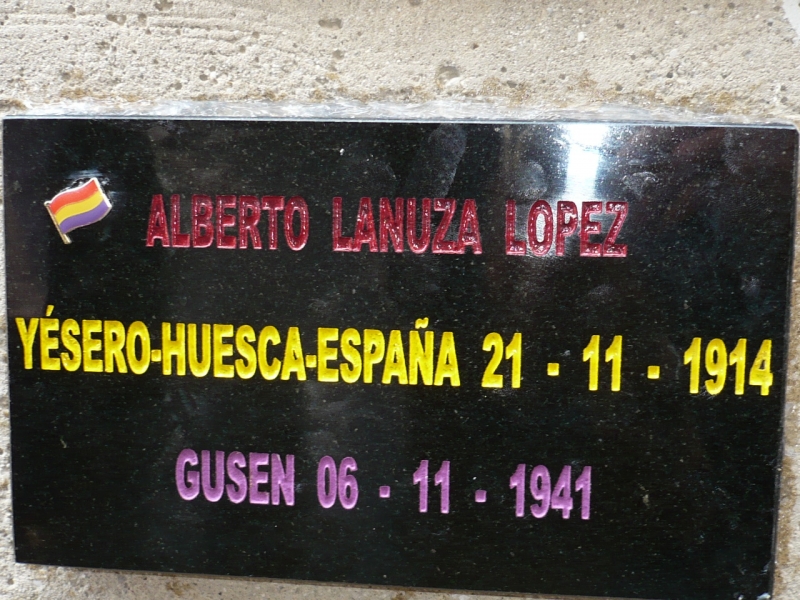 ALBERTO LANUZA LOPEZ
YÉSERO-HUESCA-ESPAÑA 21 - 11 - 1914
GUSEN 06 - 11 - 1941